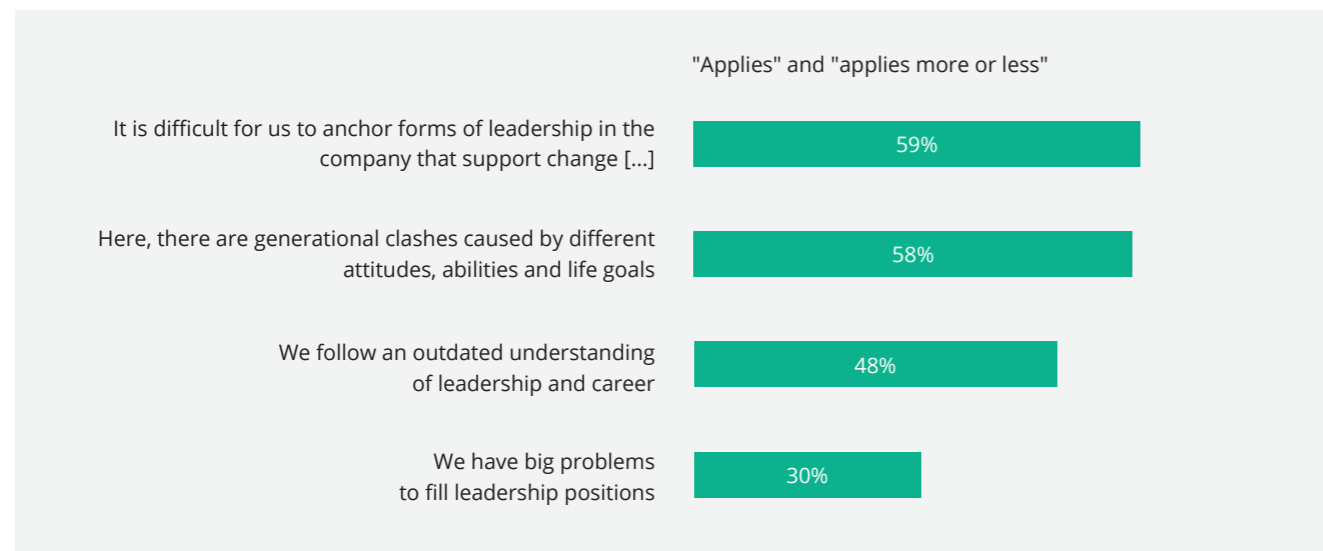 "Applies" and "applies more or less"
It is difficult for us to anchor forms of leadership in the
company that support change [...]
59%
Here, there are generational clashes caused by different
attitudes, abilities and life goals
58%
We follow an outdated understanding
of leadership and career
48%
We have big problems
to fill leadership positions
30%